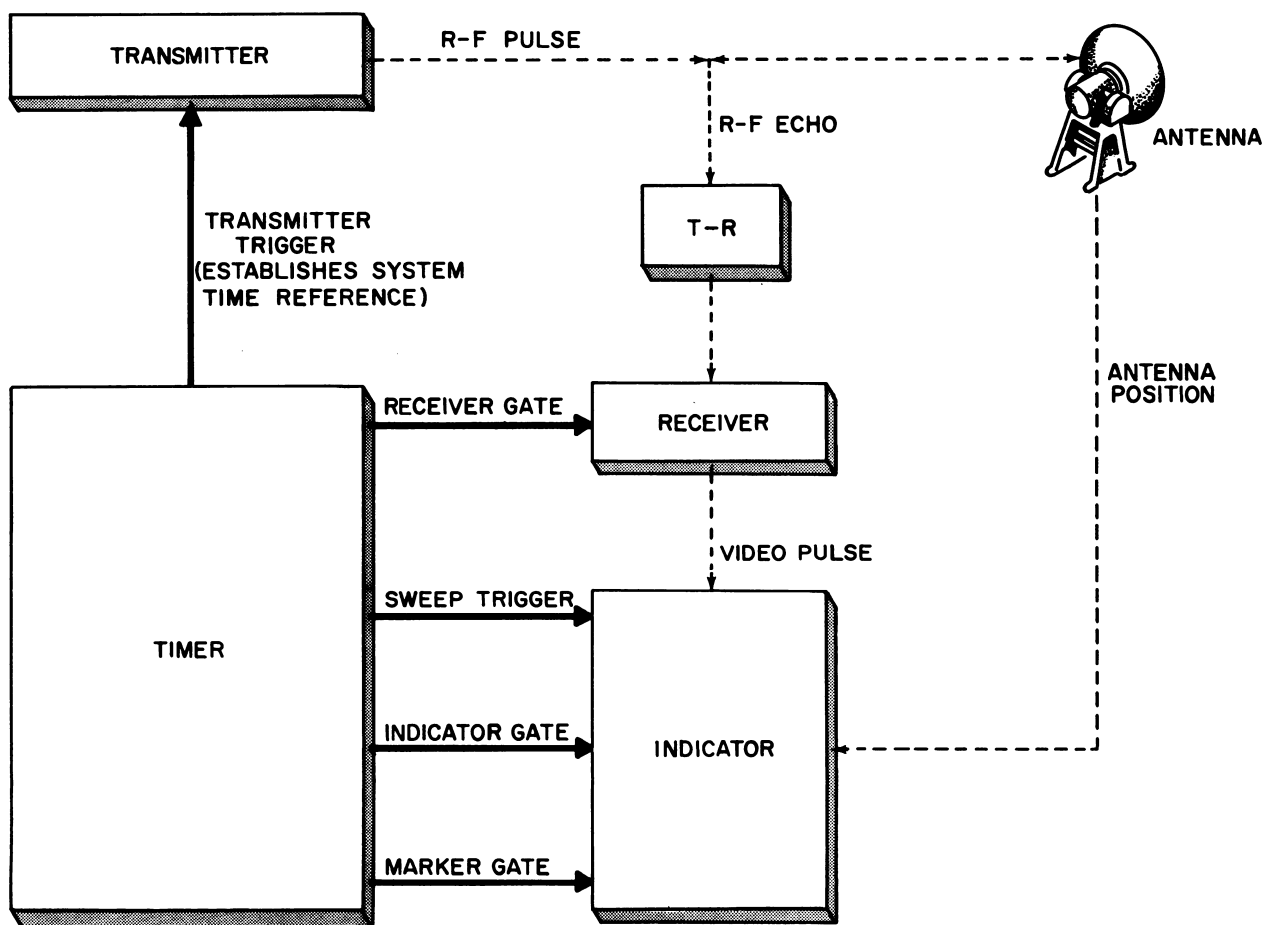 TRANSMITTER
R-F PULSE
R-F ECHO
ANTENNA
T-R
TRANSMITTER
TRIGGER
(ESTABLISHES SYSTEM
TIME REFERENCE)
ANTENNA
POSITION
RECEIVER GATE
RECEIVER
VIDEO PULSE
SWEEP TRIGGER
TIMER
INDICATOR GATE
INDICATOR
MARKER GATE